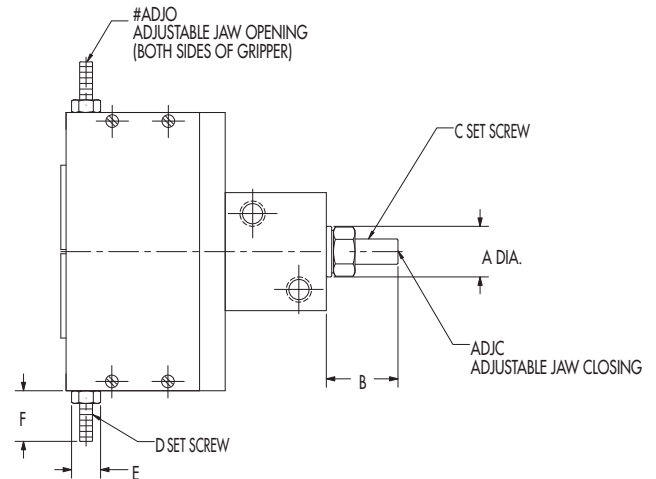 #ADJO
ADJUSTABLE JAW OPENING
(BOTH SIDES OF GRIPPER)
C SET SCREW
A DIA.
ADJC
ADJUSTABLE JAW CLOSING
B
F
D SET SCREW
E